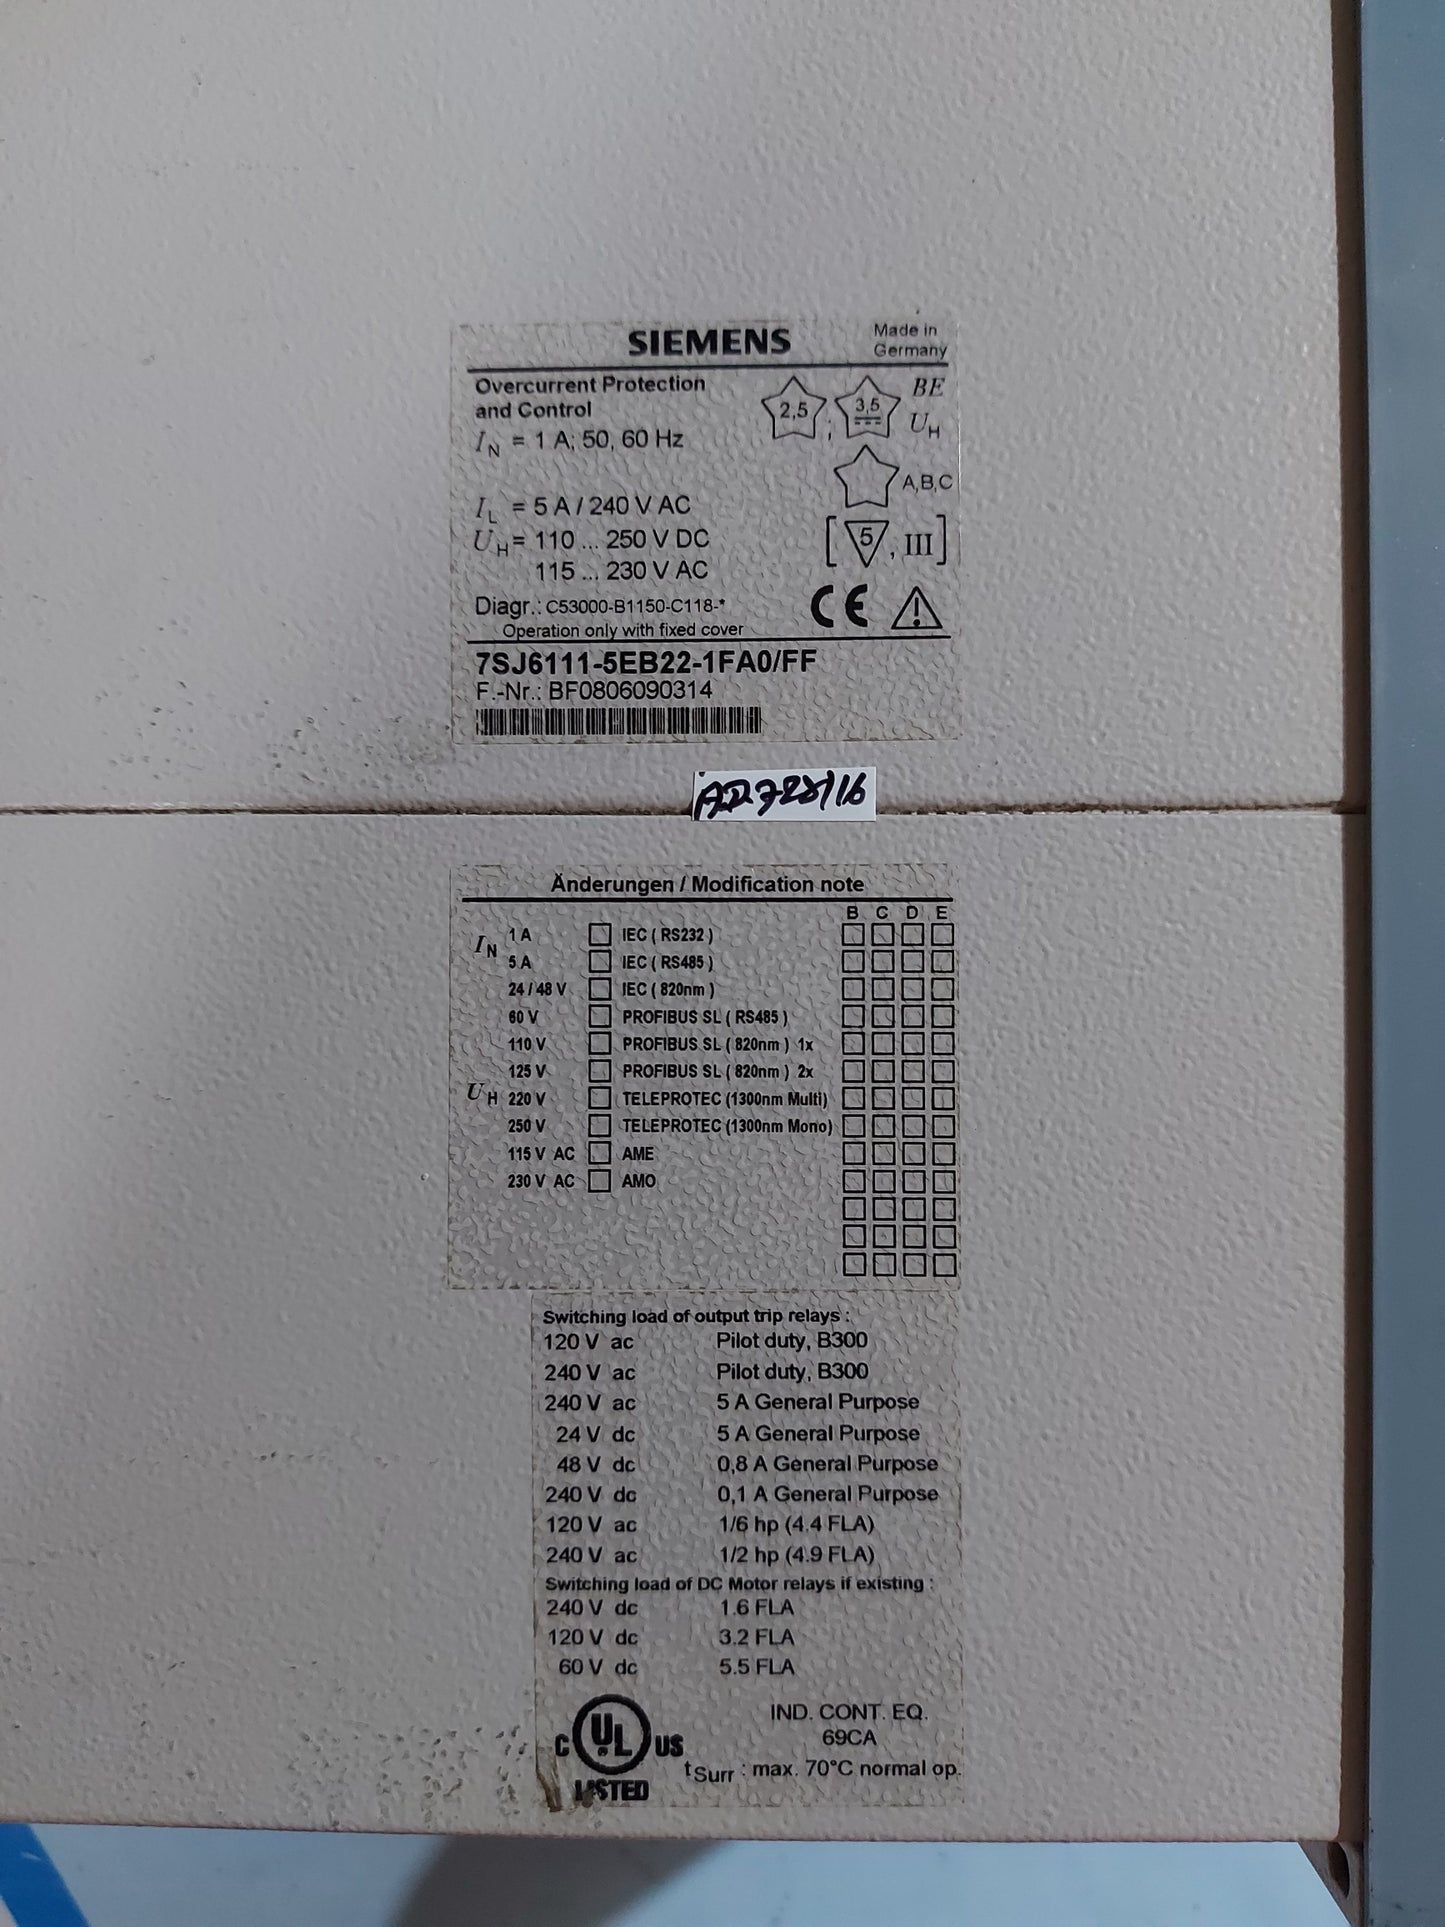 SIEMENS
Made in
Germany
Overcurrent Protection
and Control
2,5 ; 3,5 BE
IN = 1 A; 50, 60 Hz
UH
A,B,C
IL = 5 A / 240 V AC
UH = 110 ... 250 V DC
[ 5 , III ]
115 ... 230 V AC
Diagr.: C53000-B1150-C118-*
CE
Operation only with fixed cover
7SJ6111-5EB22-1FA0/FF
F.-Nr.: BF0806090314
Änderungen / Modification note
B C D E
IN 1 A IEC ( RS232 )
5 A IEC ( RS485 )
24 / 48 V IEC ( 820nm )
60 V PROFIBUS SL ( RS485 )
110 V PROFIBUS SL ( 820nm ) 1x
125 V PROFIBUS SL ( 820nm ) 2x
UH 220 V TELEPROTEC (1300nm Multi)
250 V TELEPROTEC (1300nm Mono)
115 V AC AME
230 V AC AMO
Switching load of output trip relays :
120 V ac Pilot duty, B300
240 V ac Pilot duty, B300
240 V ac 5 A General Purpose
24 V dc 5 A General Purpose
48 V dc 0,8 A General Purpose
240 V dc 0,1 A General Purpose
120 V ac 1/6 hp (4.4 FLA)
240 V ac 1/2 hp (4.9 FLA)
Switching load of DC Motor relays if existing :
240 V dc 1.6 FLA
120 V dc 3.2 FLA
60 V dc 5.5 FLA
C UL US
LISTED
IND. CONT. EQ.
69CA
tSurr : max. 70°C normal op.